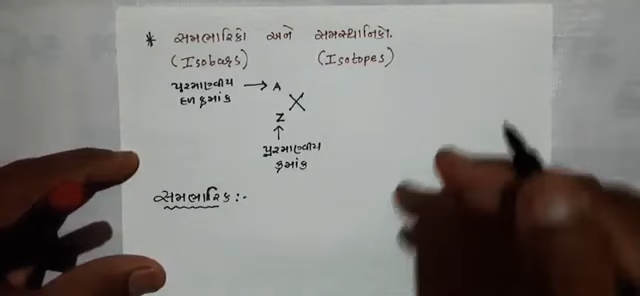 * સમભારિકો અને સમસ્થાનિકો.
(Isobars) (Isotopes)
પરમાણ્વીય → A
દળ ક્રમાંક
X
Z
↑
પરમાણ્વીય
ક્રમાંક
સમભારિક :-